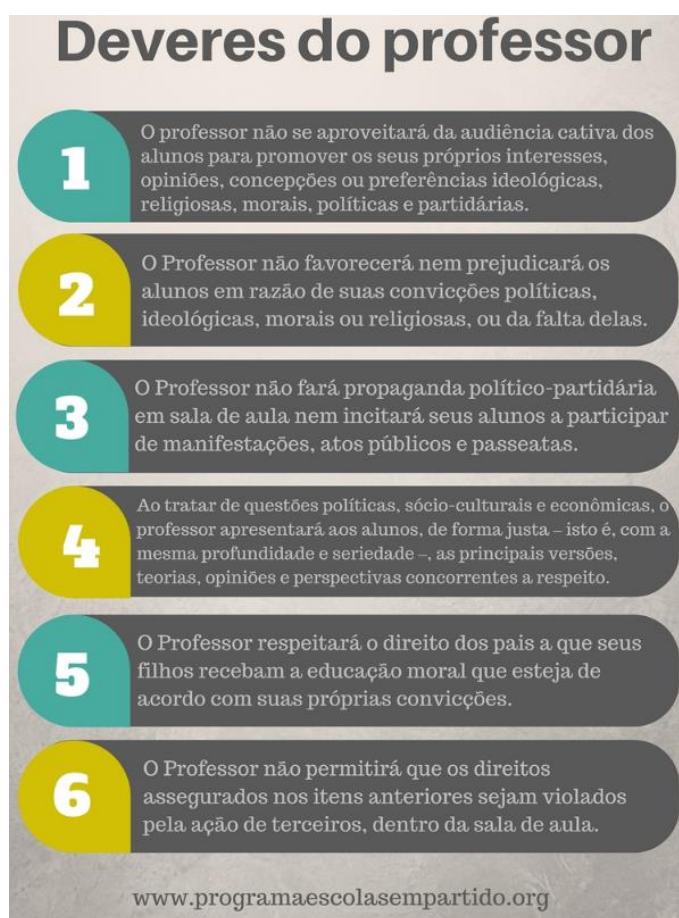 Deveres do professor
1
O professor não se aproveitará da audiência cativa dos
alunos para promover os seus próprios interesses,
opiniões, concepções ou preferências ideológicas,
religiosas, morais, políticas e partidárias.
2
O Professor não favorecerá nem prejudicará os
alunos em razão de suas convicções políticas,
ideológicas, morais ou religiosas, ou da falta delas.
3
O Professor não fará propaganda político-partidária
em sala de aula nem incitará seus alunos a participar
de manifestações, atos públicos e passeatas.
4
Ao tratar de questões políticas, sócio-culturais e econômicas, o
professor apresentará aos alunos, de forma justa – isto é, com a
mesma profundidade e seriedade –, as principais versões,
teorias, opiniões e perspectivas concorrentes a respeito.
5
O Professor respeitará o direito dos pais a que seus
filhos recebam a educação moral que esteja de
acordo com suas próprias convicções.
6
O Professor não permitirá que os direitos
assegurados nos itens anteriores sejam violados
pela ação de terceiros, dentro da sala de aula.
www.programaescolasempartido.org